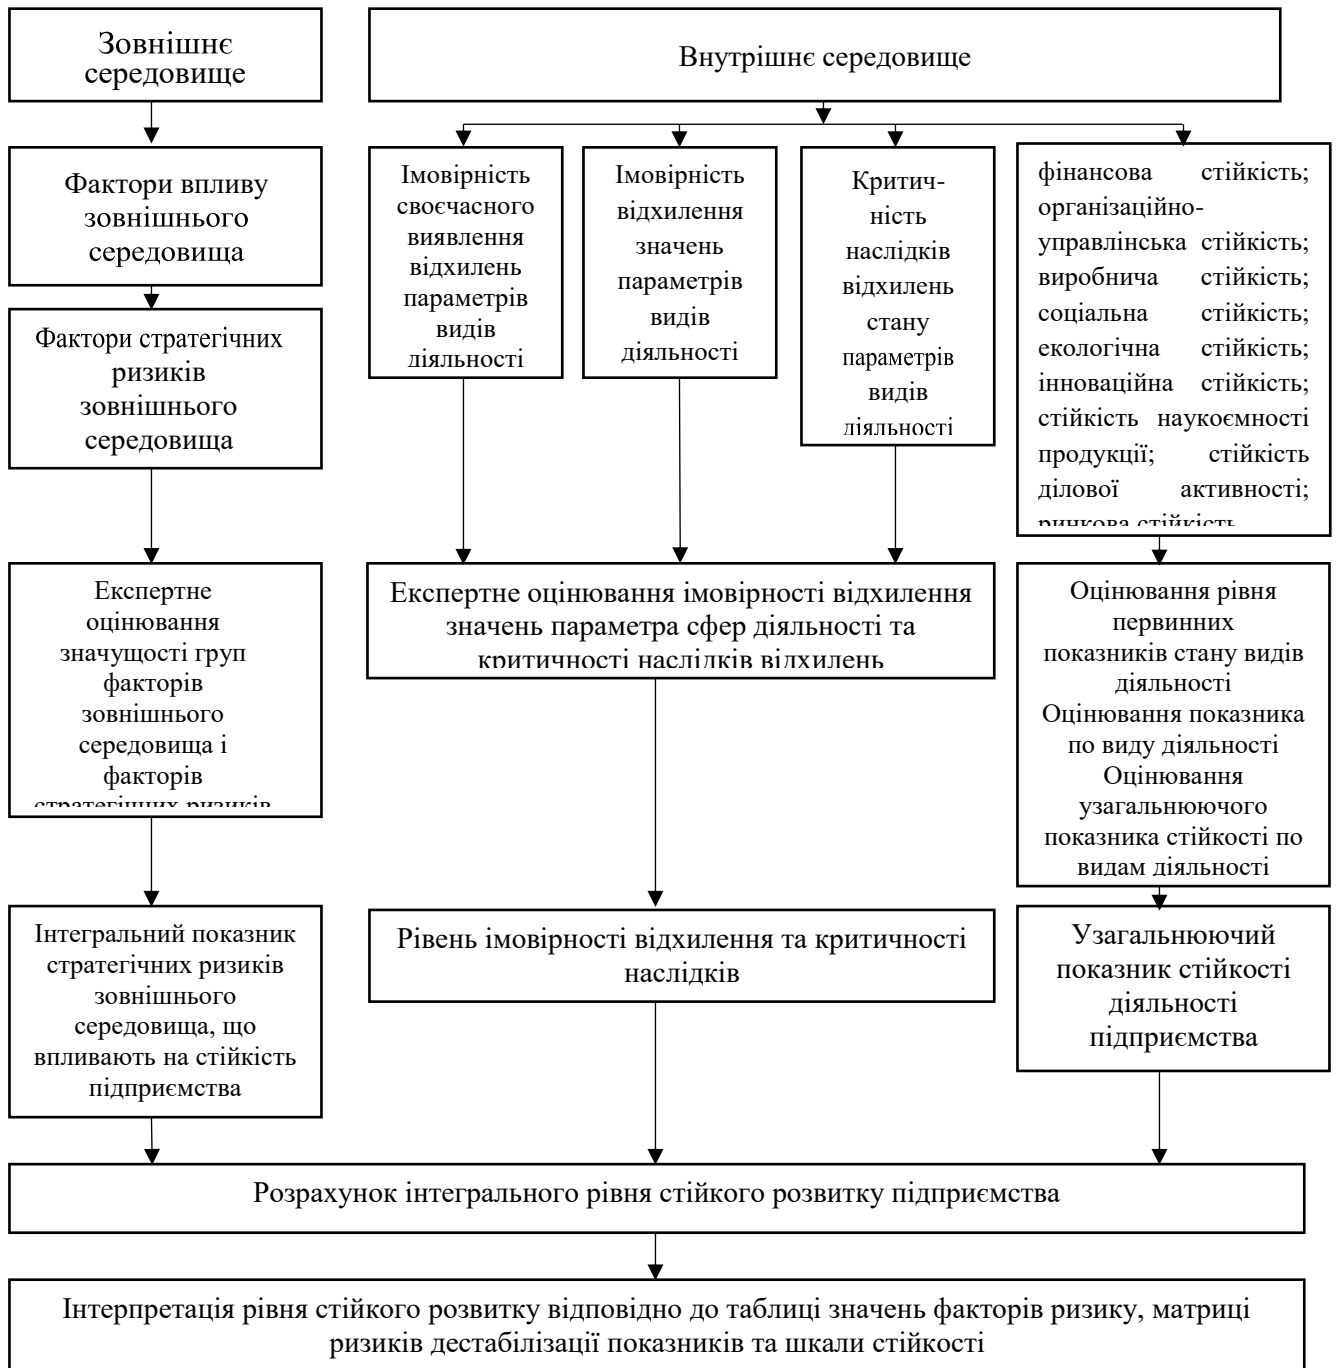 Зовнішнє
середовище
Внутрішнє середовище
Фактори впливу
зовнішнього
середовища
Імовірність
своєчасного
виявлення
відхилень
параметрів
видів
діяльності
Імовірність
відхилення
значень
параметрів
видів
діяльності
Критич-
ність
наслідків
відхилень
стану
параметрів
видів
діяльності
фінансова стійкість;
організаційно-
управлінська стійкість;
виробнича стійкість;
соціальна стійкість;
екологічна стійкість;
інноваційна стійкість;
стійкість наукоємності
продукції; стійкість
ділової активності;
ринкова стійкість
Фактори стратегічних
ризиків
зовнішнього
середовища
Експертне
оцінювання
значущості груп
факторів
зовнішнього
середовища і
факторів
стратегічних ризиків
Експертне оцінювання імовірності відхилення
значень параметра сфер діяльності та
критичності наслідків відхилень
Оцінювання рівня
первинних
показників стану видів
діяльності
Оцінювання показника
по виду діяльності
Оцінювання
узагальнюючого
показника стійкості по
видам діяльності
Інтегральний показник
стратегічних ризиків
зовнішнього
середовища, що
впливають на стійкість
підприємства
Рівень імовірності відхилення та критичності
наслідків
Узагальнюючий
показник стійкості
діяльності
підприємства
Розрахунок інтегрального рівня стійкого розвитку підприємства
Інтерпретація рівня стійкого розвитку відповідно до таблиці значень факторів ризику, матриці
ризиків дестабілізації показників та шкали стійкості